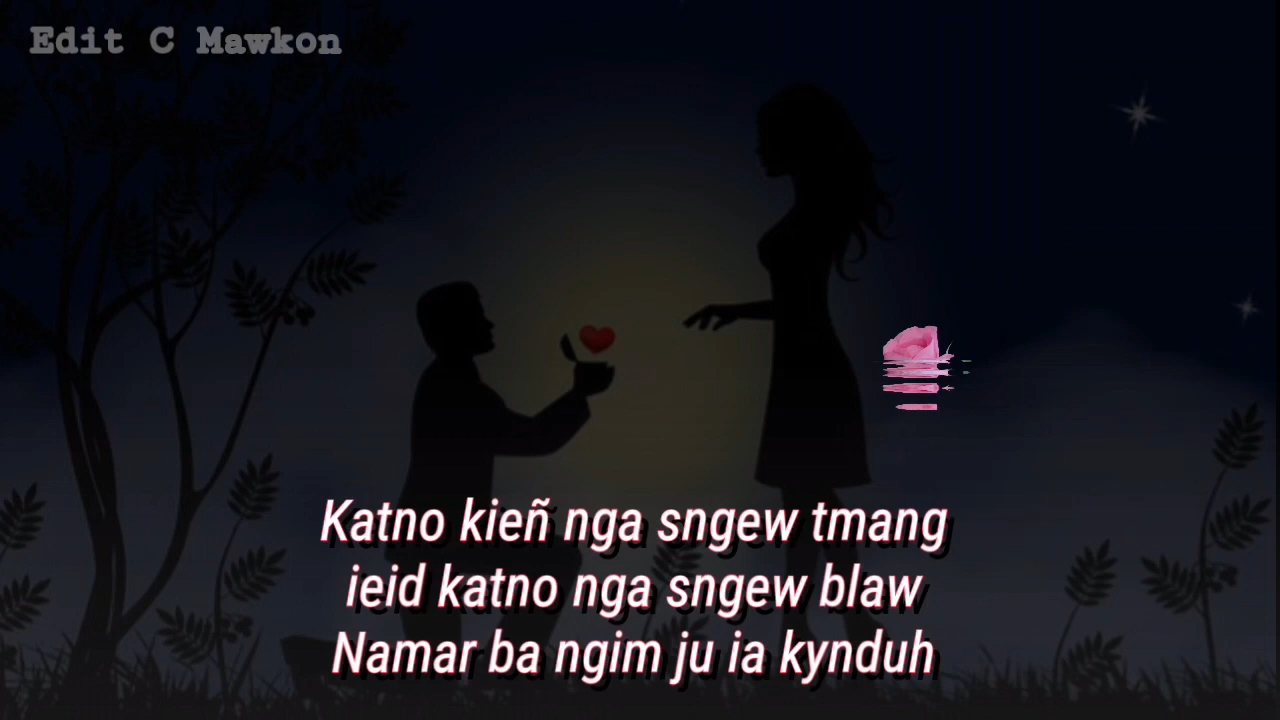 Edit C Mawkon
Katno kieñ nga sngew tmang
ieid katno nga sngew blaw
Namar ba ngim ju ia kynduh